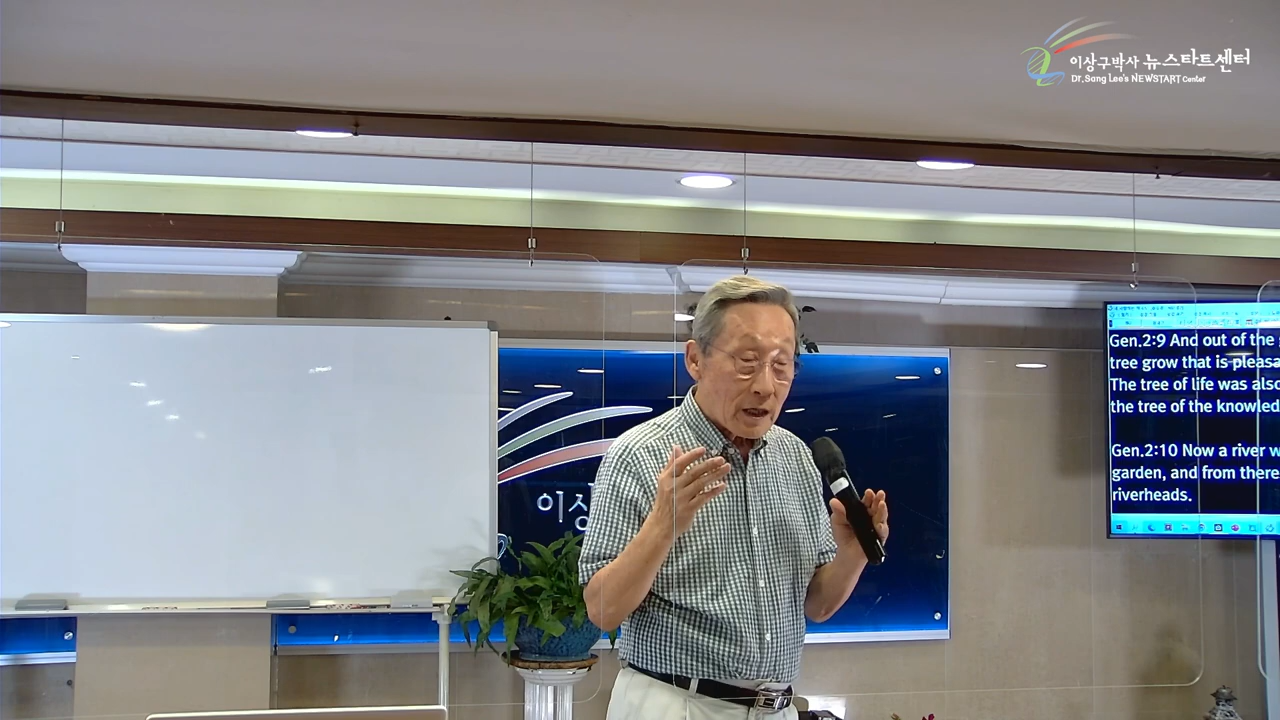 이상구박사 뉴스타트센터
Dr. Sang Lee's NEWSTART Center
이상
Gen.2:9 And out of the
tree grow that is pleasa
The tree of life was also
the tree of the knowled
Gen.2:10 Now a river w
garden, and from there
riverheads.